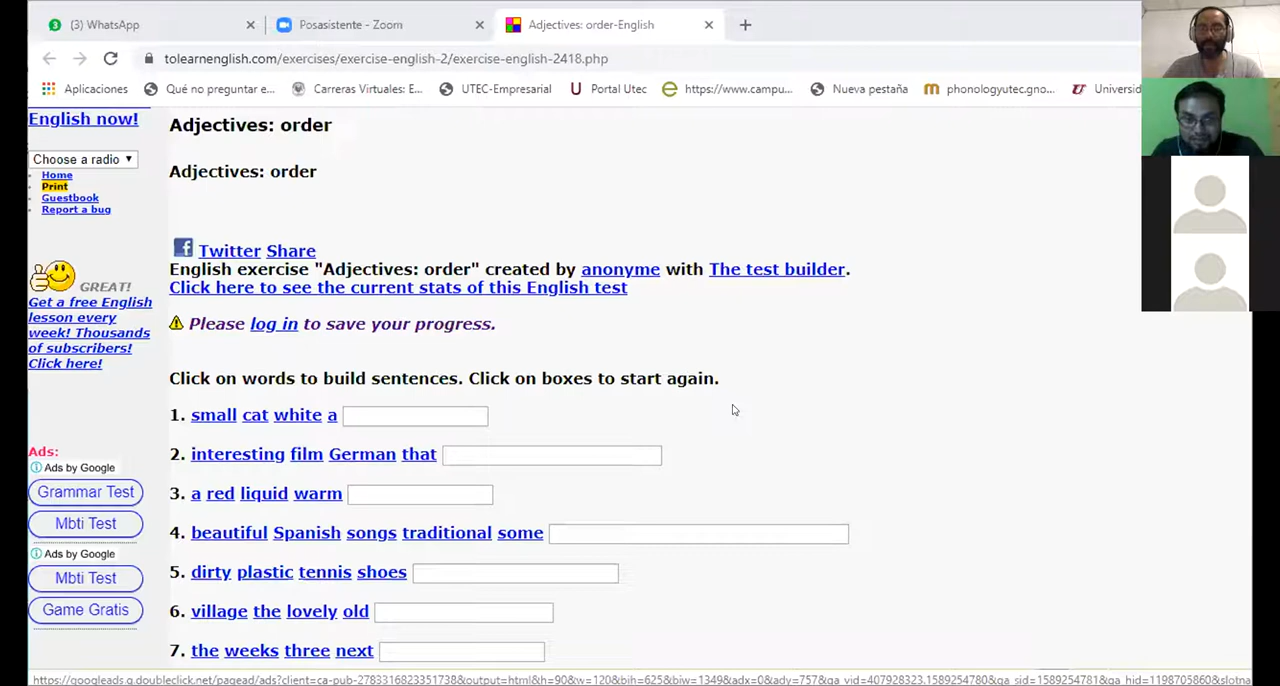 (3) WhatsApp
Posasistente - Zoom
Adjectives: order-English
tolearnenglish.com/exercises/exercise-english-2/exercise-english-2418.php
Aplicaciones
Qué no preguntar e...
Carreras Virtuales: E...
UTEC-Empresarial
Portal Utec
https://www.campu...
Nueva pestaña
phonologyutec.gno...
Universid
English now!
Choose a radio
Home
Print
Guestbook
Report a bug
GREAT!
Get a free English
lesson every
week! Thousands
of subscribers!
Click here!
Ads:
Ads by Google
Grammar Test
Mbti Test
Ads by Google
Mbti Test
Game Gratis
Adjectives: order
Adjectives: order
Twitter Share
English exercise "Adjectives: order" created by anonyme with The test builder.
Click here to see the current stats of this English test
Please log in to save your progress.
Click on words to build sentences. Click on boxes to start again.
1. small cat white a
2. interesting film German that
3. a red liquid warm
4. beautiful Spanish songs traditional some
5. dirty plastic tennis shoes
6. village the lovely old
7. the weeks three next